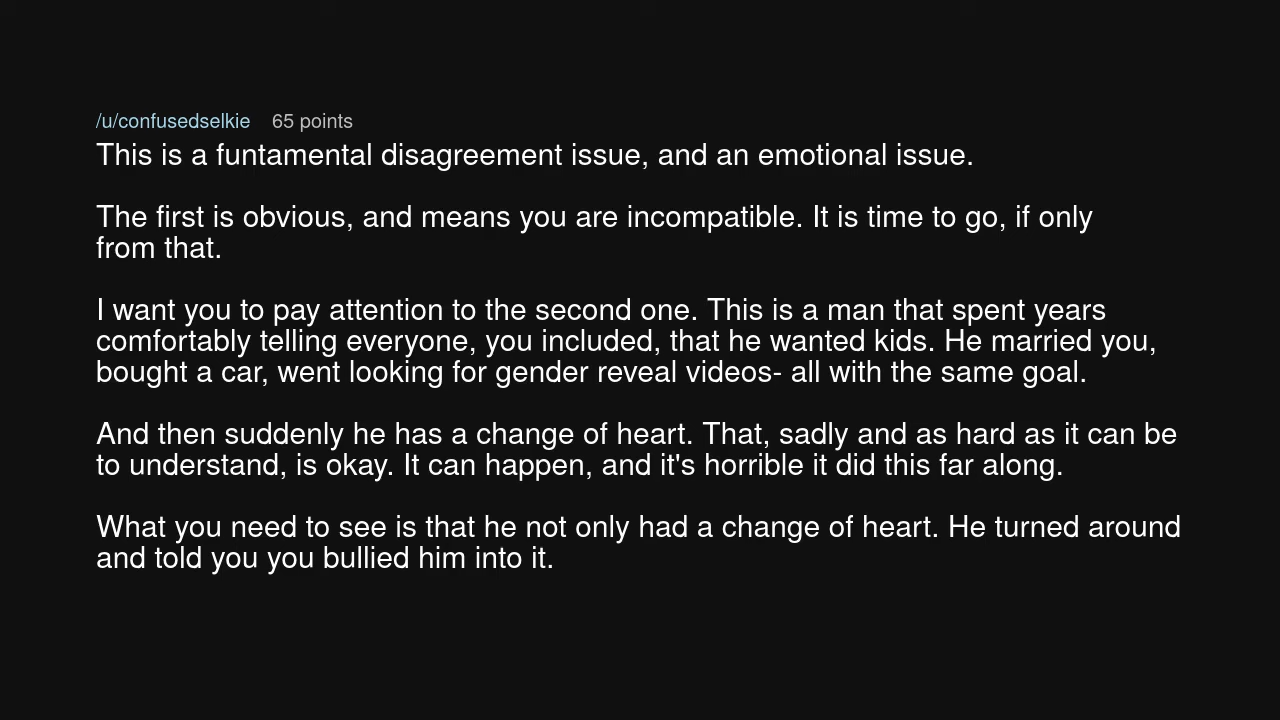 /u/confusedselkie 65 points
This is a funtamental disagreement issue, and an emotional issue.
The first is obvious, and means you are incompatible. It is time to go, if only
from that.
I want you to pay attention to the second one. This is a man that spent years
comfortably telling everyone, you included, that he wanted kids. He married you,
bought a car, went looking for gender reveal videos- all with the same goal.
And then suddenly he has a change of heart. That, sadly and as hard as it can be
to understand, is okay. It can happen, and it's horrible it did this far along.
What you need to see is that he not only had a change of heart. He turned around
and told you you bullied him into it.